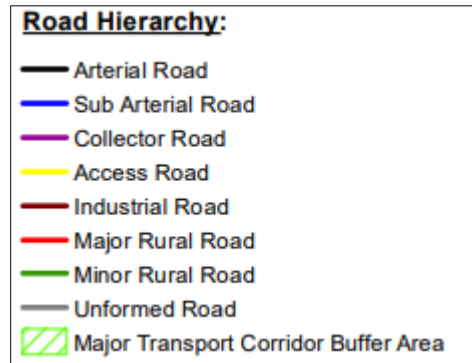 Road Hierarchy:
Arterial Road
Sub Arterial Road
Collector Road
Access Road
Industrial Road
Major Rural Road
Minor Rural Road
Unformed Road
Major Transport Corridor Buffer Area